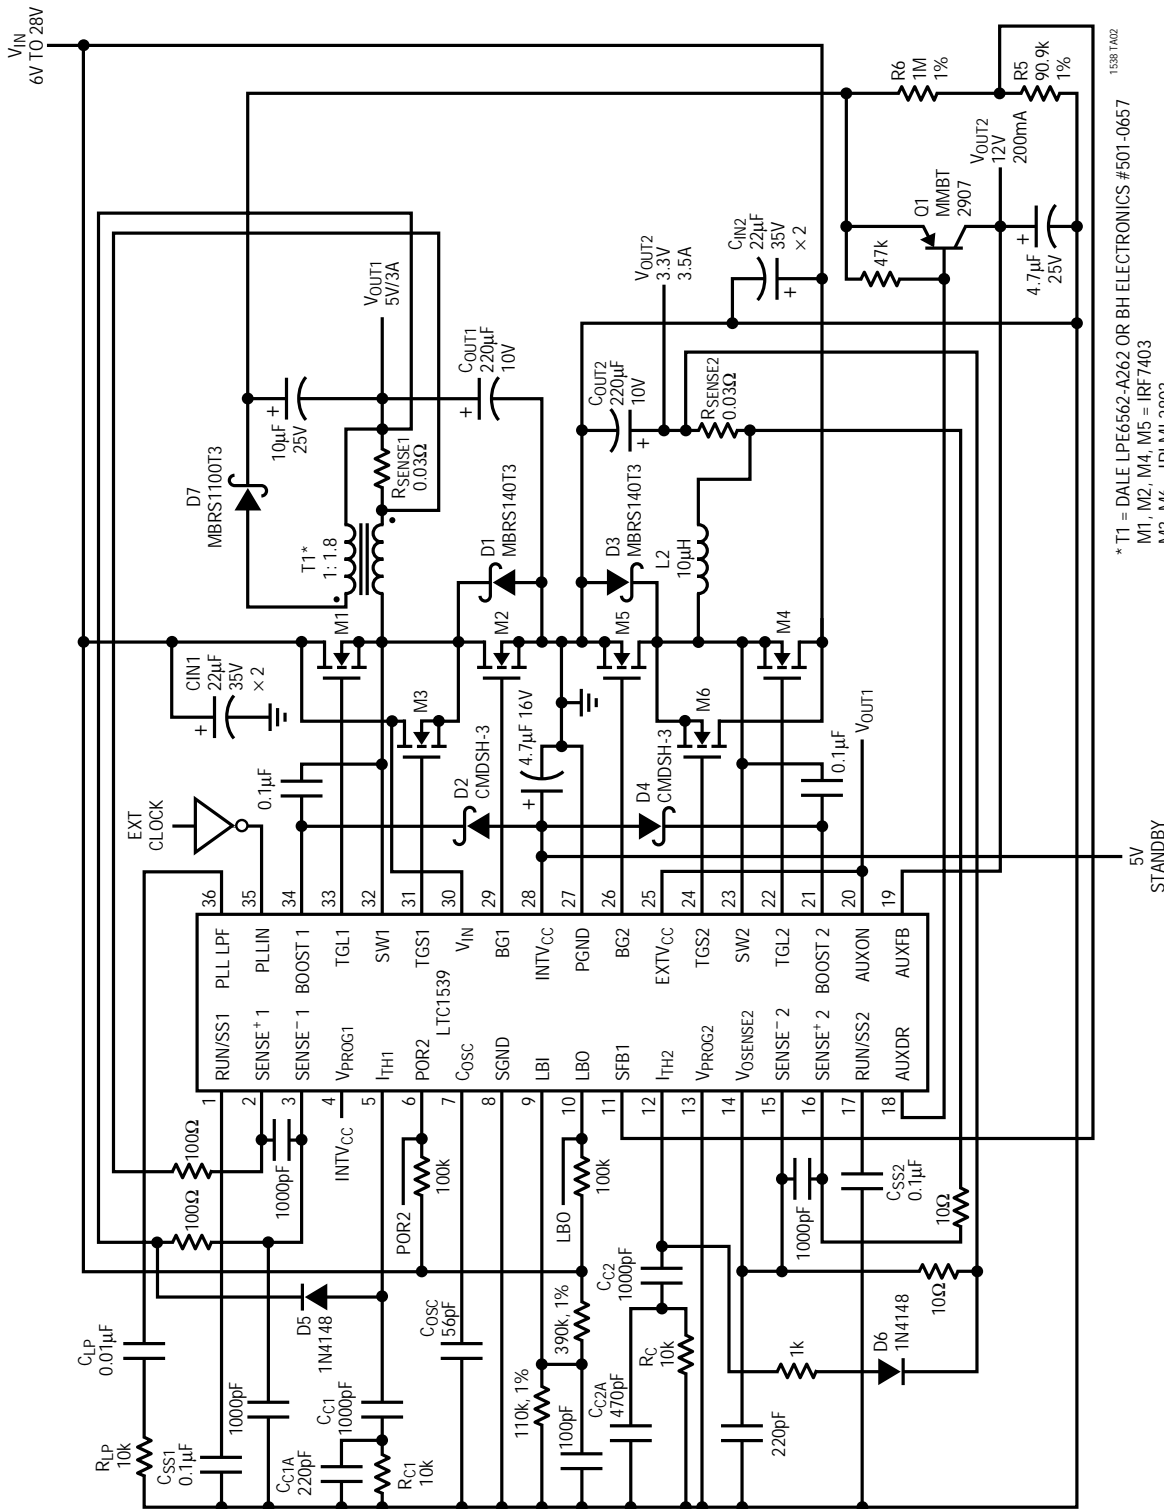 VIN
6V TO 28V
CLP
0.01µF
RLP
10k
CSS1
0.1µF
1000pF
CC1A
220pF
CC1
1000pF
RC1
10k
D5
1N4148
100Ω
100Ω
1000pF
INTVCC
POR2
100k
COSC
56pF
LBO
100k
390k, 1%
110k, 1%
100pF
CC2A
470pF
CC2
1000pF
RC
10k
1k
D6
1N4148
220pF
10Ω
10Ω
1000pF
CSS2
0.1µF
1
2
3
4
5
6
7
8
9
10
11
12
13
14
15
16
17
18
RUN/SS1
SENSE+ 1
SENSE– 1
VPROG1
ITH1
POR2
COSC
SGND
LBI
LBO
SFB1
ITH2
VPROG2
VOSENSE2
SENSE– 2
SENSE+ 2
RUN/SS2
AUXDR
LTC1539
PLL LPF
PLLIN
BOOST 1
TGL1
SW1
TGS1
VIN
BG1
INTVCC
PGND
BG2
EXTVCC
TGS2
SW2
TGL2
BOOST 2
AUXON
AUXFB
36
35
34
33
32
31
30
29
28
27
26
25
24
23
22
21
20
19
EXT
CLOCK
0.1µF
D2
CMDSH-3
4.7µF 16V
D4
CMDSH-3
0.1µF
VOUT1
5V
STANDBY
CIN1
22µF
35V
× 2
M1
M3
M2
M5
M6
M4
T1*
1: 1.8
D7
MBRS1100T3
D1
MBRS140T3
D3
MBRS140T3
L2
10µH
10µF
25V
RSENSE1
0.03Ω
VOUT1
5V/3A
COUT1
220µF
10V
COUT2
220µF
10V
RSENSE2
0.03Ω
VOUT2
3.3V
3.5A
CIN2
22µF
35V
× 2
47k
Q1
MMBT
2907
4.7µF
25V
VOUT2
12V
200mA
R6
1M
1%
R5
90.9k
1%
1538 TA02
* T1 = DALE LPE6562-A262 OR BH ELECTRONICS #501-0657
M1, M2, M4, M5 = IRF7403